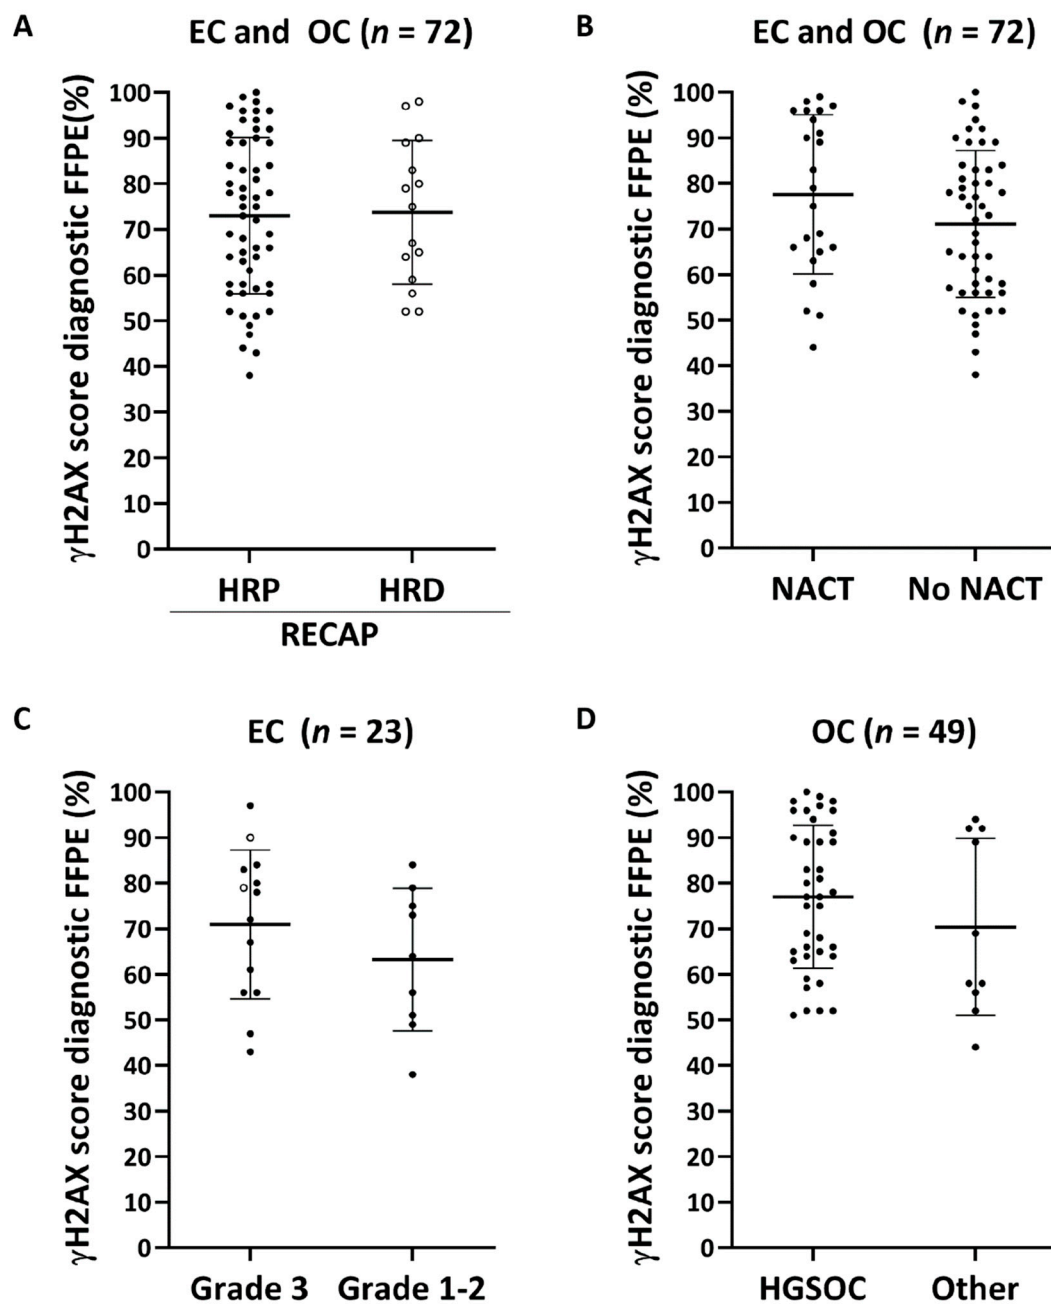 A
EC and OC (n = 72)
γH2AX score diagnostic FFPE(%)
100
90
80
70
60
50
40
30
20
10
0
HRP HRD
RECAP
B
EC and OC (n = 72)
γH2AX score diagnostic FFPE (%)
100
90
80
70
60
50
40
30
20
10
0
NACT No NACT
C
EC (n = 23)
γH2AX score diagnostic FFPE (%)
100
90
80
70
60
50
40
30
20
10
0
Grade 3 Grade 1-2
D
OC (n = 49)
γH2AX score diagnostic FFPE (%)
100
90
80
70
60
50
40
30
20
10
0
HGSOC Other